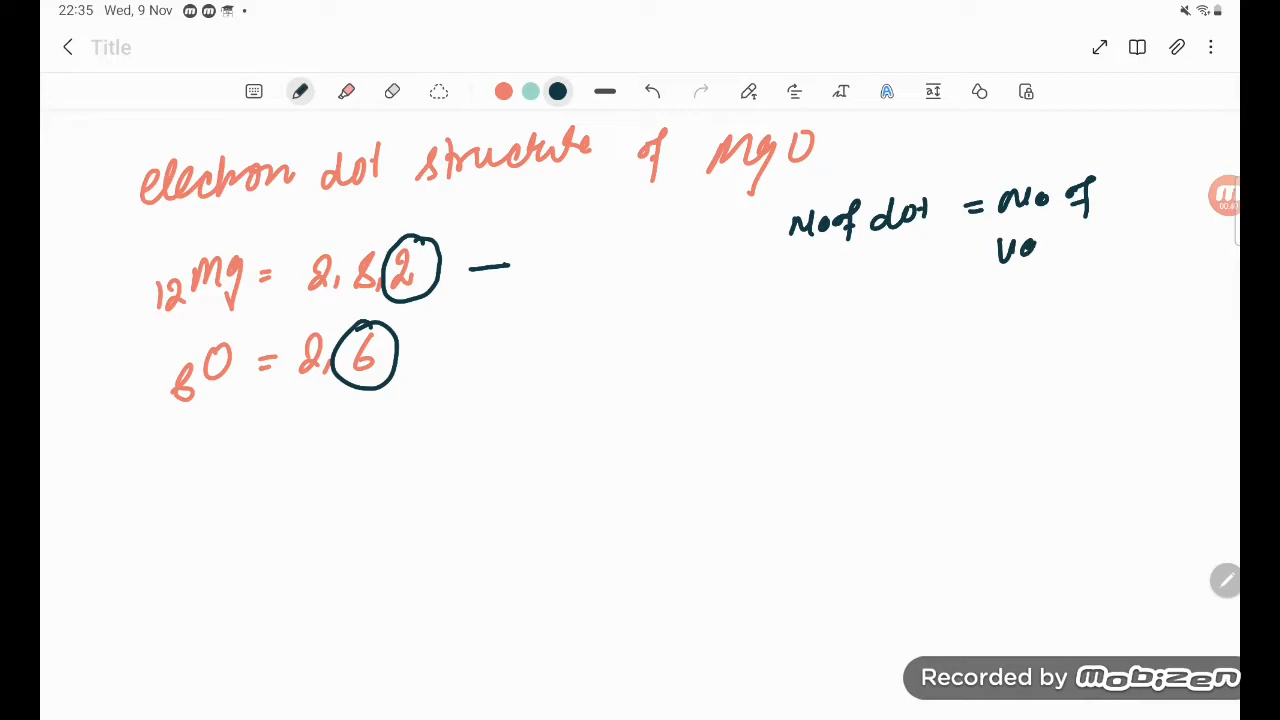 22:35 Wed, 9 Nov
Title
electron dot structure of MgO
No of dot = No of
Ve
12Mg = 2, 8, 2 —
8O = 2, 6
Recorded by mobizen